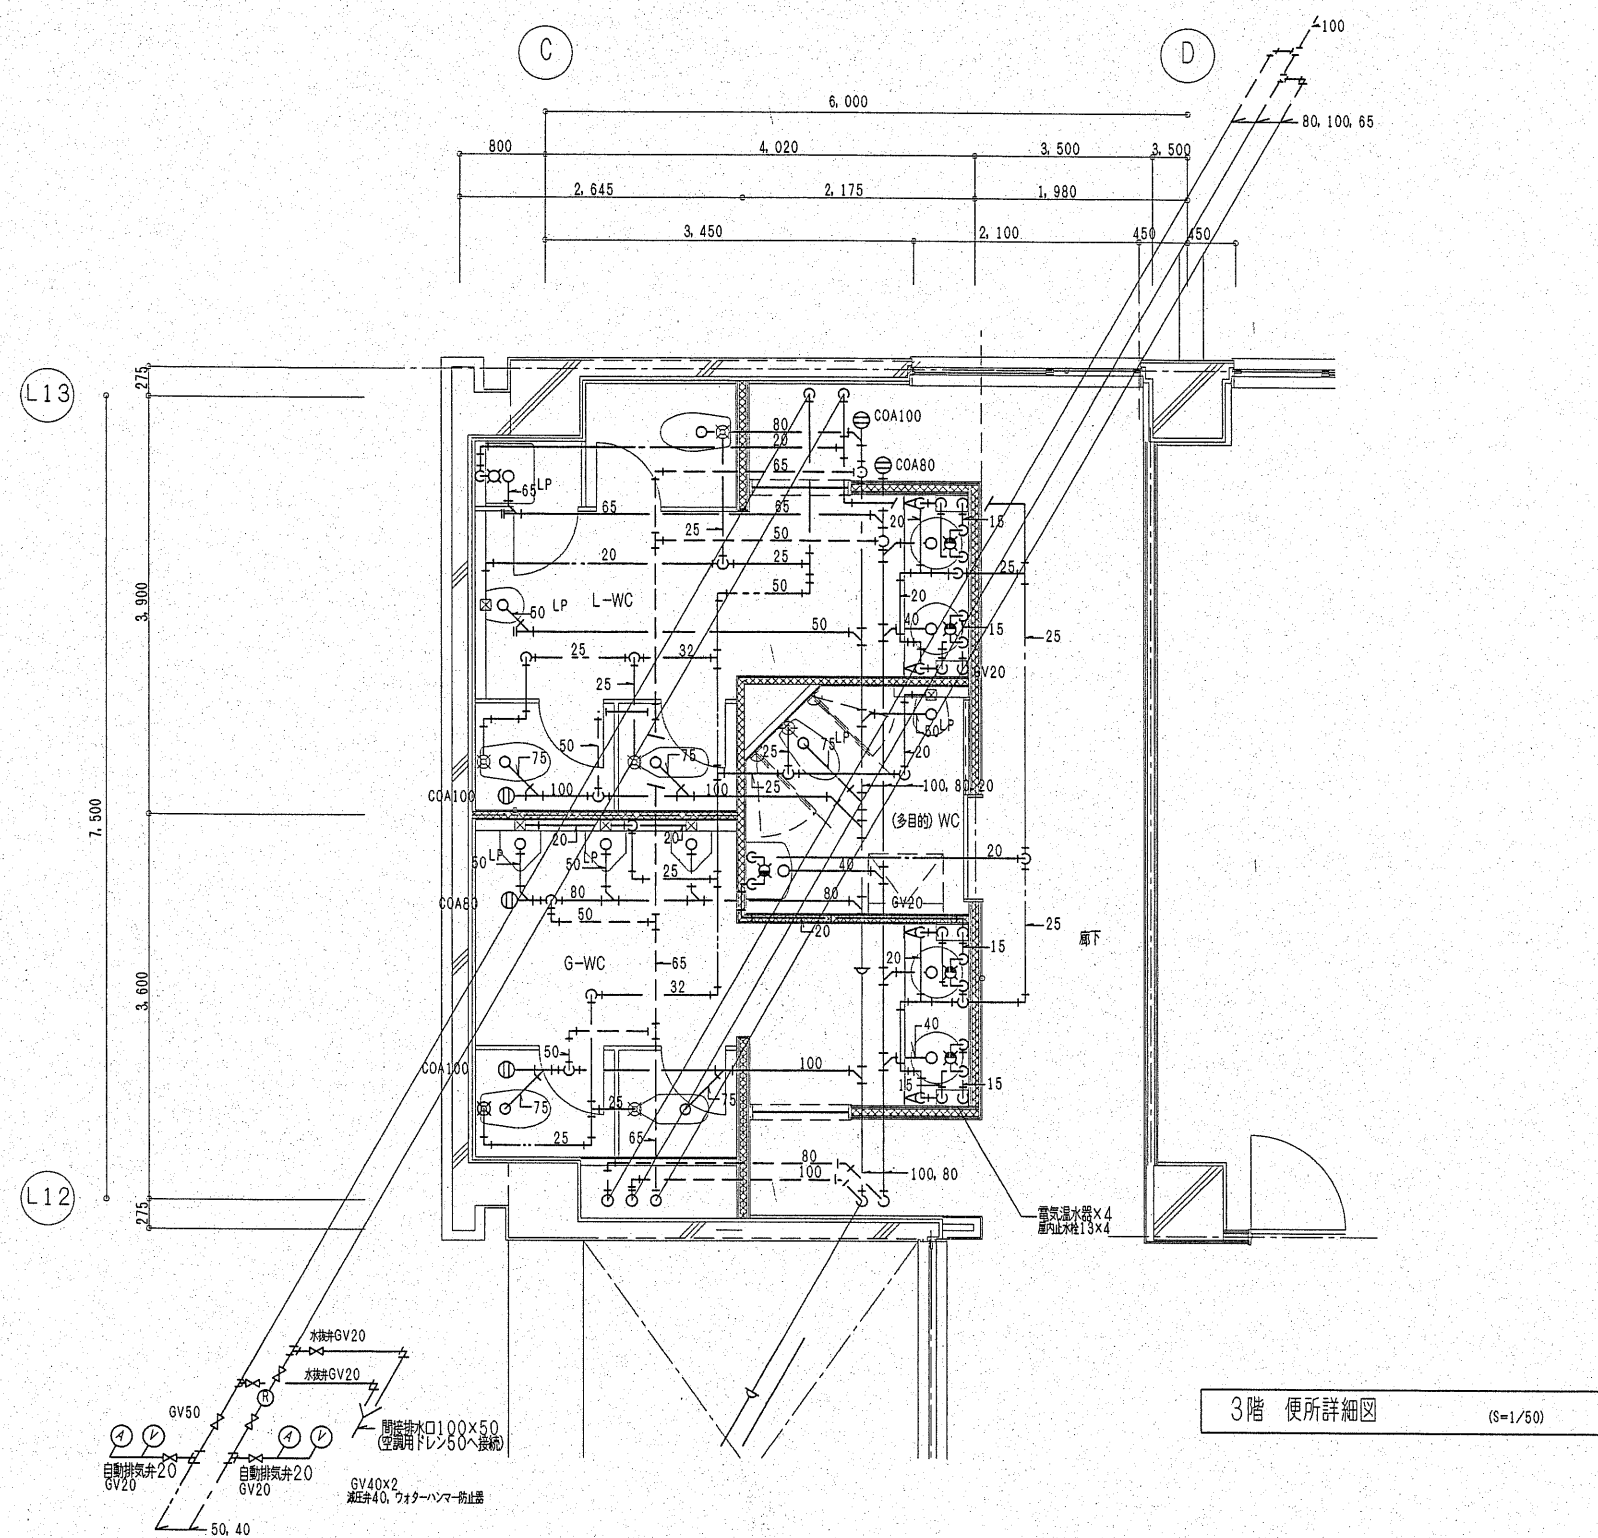 C
D
100
6,000
80,100,65
800
4,020
3,500
3,500
2,645
2,175
1,980
3,450
2,100
450
450
L13
275
COA100
80
20
65
COA80
65
LP
65
65
20
15
25
50
20
25
25
3,900
50
L-WC
50
LP
50
20
40
15
25
25
32
25
GV20
50
LP
75
LP
25
20
50
75
75
7,500
COA100
100
100
25
100,80,20
(多目的)WC
20
20
50
LP
50
LP
25
20
40
COA80
80
80
GV20
50
20
25
廊下
15
G-WC
65
20
3,600
32
40
50
COA100
100
15
15
75
25
75
25
65
80
100
100,80
L12
275
電気温水器×4
屋内止水栓13×4
水抜弁GV20
水抜弁GV20
R
GV50
間接排水口100×50
(空調用ドレン50へ接続)
A
V
A
V
自動排気弁20
GV20
自動排気弁20
GV20
GV40×2
減圧弁40, ウォターハンマー防止器
50,40
3階 便所詳細図
(S=1/50)